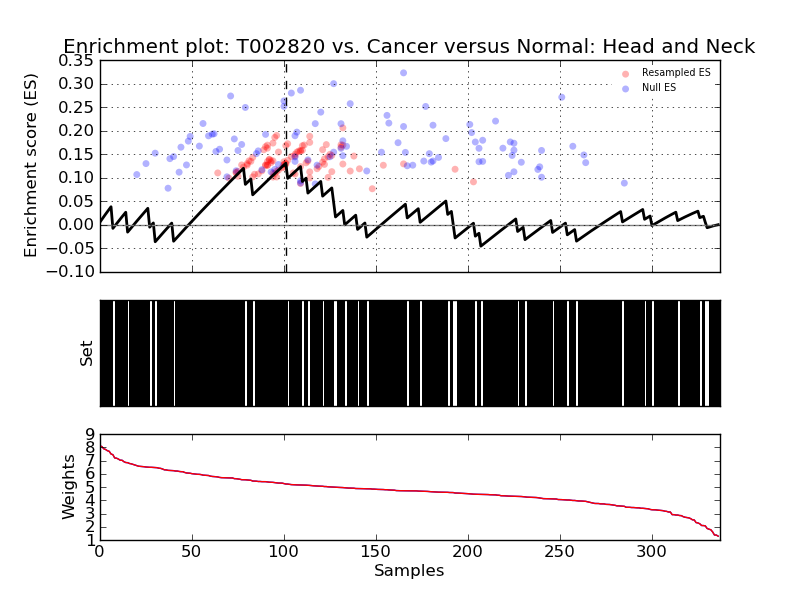 Enrichment plot: T002820 vs. Cancer versus Normal: Head and Neck
0.35
0.30
0.25
0.20
0.15
0.10
0.05
0.00
−0.05
−0.10
Enrichment score (ES)
Resampled ES
Null ES
Set
9
8
7
6
5
4
3
2
1
Weights
0 50 100 150 200 250 300
Samples